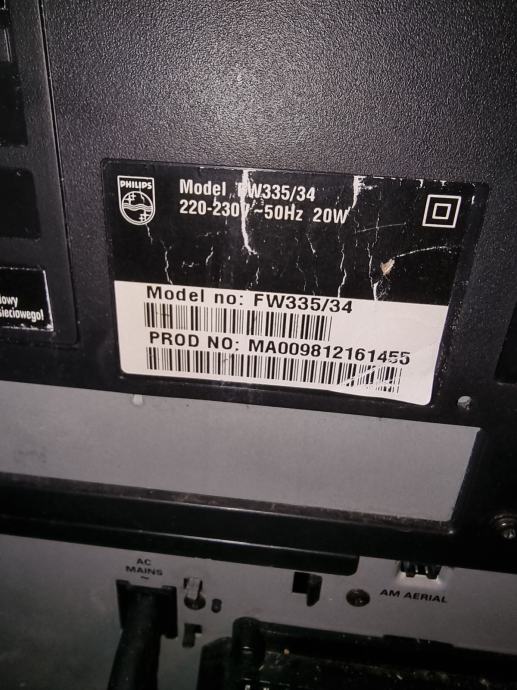 PHILIPS
Model FW335/34
220-230V ~50Hz 20W
Model no: FW335/34
PROD NO: MA009812161455
sieciowego!
AC
MAINS
~
AM AERIAL